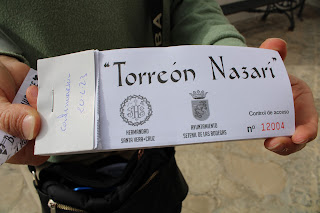 "Torreón Nazarí"
HERMANDAD
SANTA VERA+CRUZ
AYUNTAMIENTO
SETENIL DE LAS BODEGAS
Control de acceso
nº 12004